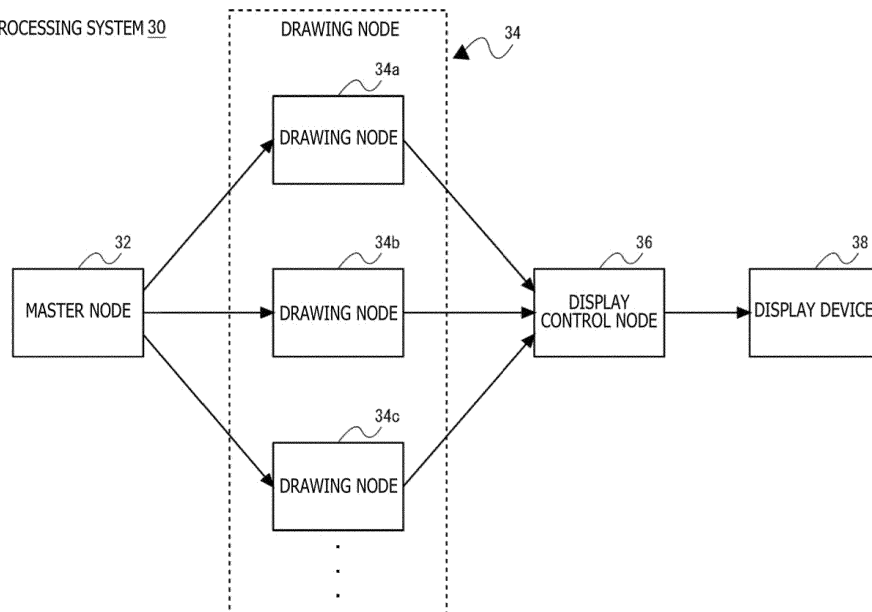 ROCESSING SYSTEM 30
DRAWING NODE
34
34a
DRAWING NODE
32
MASTER NODE
34b
DRAWING NODE
36
DISPLAY
CONTROL NODE
38
DISPLAY DEVICE
34c
DRAWING NODE